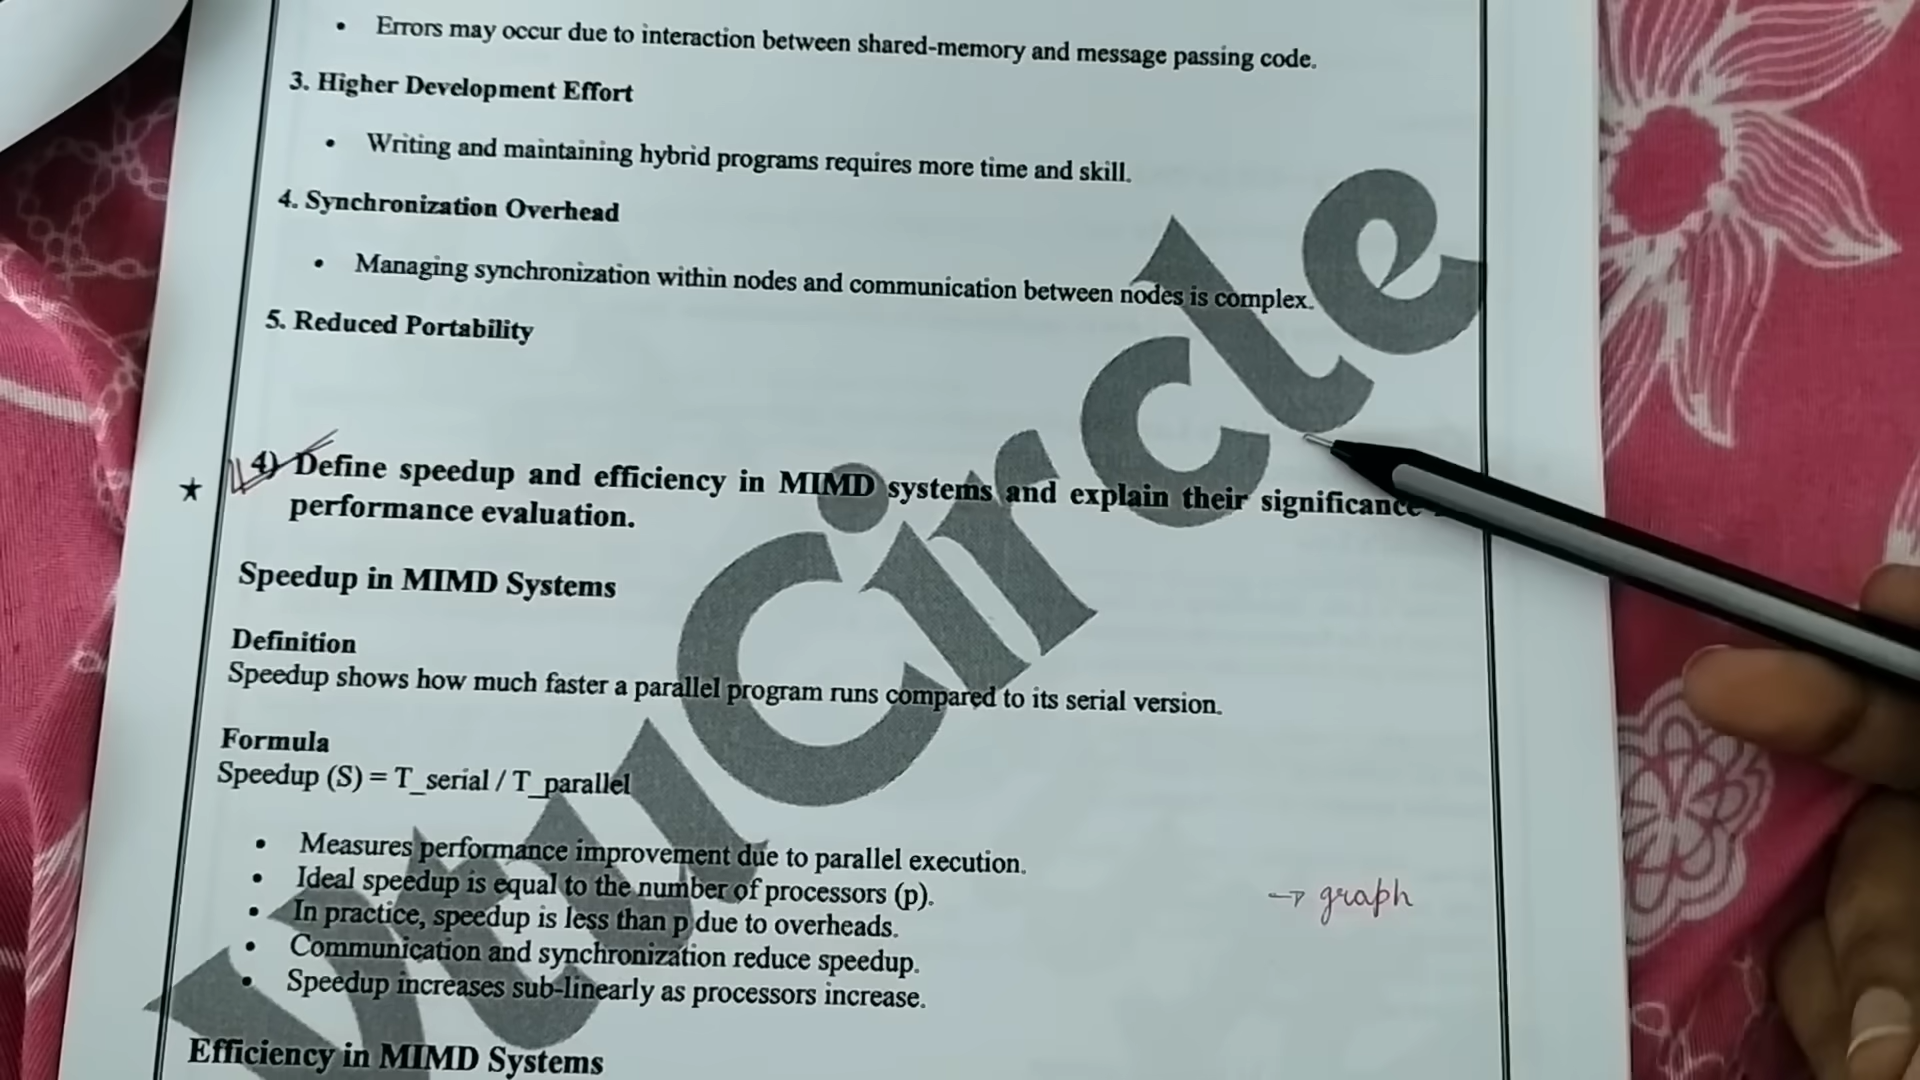 • Errors may occur due to interaction between shared-memory and message passing code.
3. Higher Development Effort
• Writing and maintaining hybrid programs requires more time and skill.
4. Synchronization Overhead
• Managing synchronization within nodes and communication between nodes is complex.
5. Reduced Portability
★ 4) Define speedup and efficiency in MIMD systems and explain their significance
performance evaluation.
Speedup in MIMD Systems
Definition
Speedup shows how much faster a parallel program runs compared to its serial version.
Formula
Speedup (S) = T_serial / T_parallel
• Measures performance improvement due to parallel execution.
• Ideal speedup is equal to the number of processors (p).
→ graph
• In practice, speedup is less than p due to overheads.
• Communication and synchronization reduce speedup.
• Speedup increases sub-linearly as processors increase.
Efficiency in MIMD Systems
vtuCircle